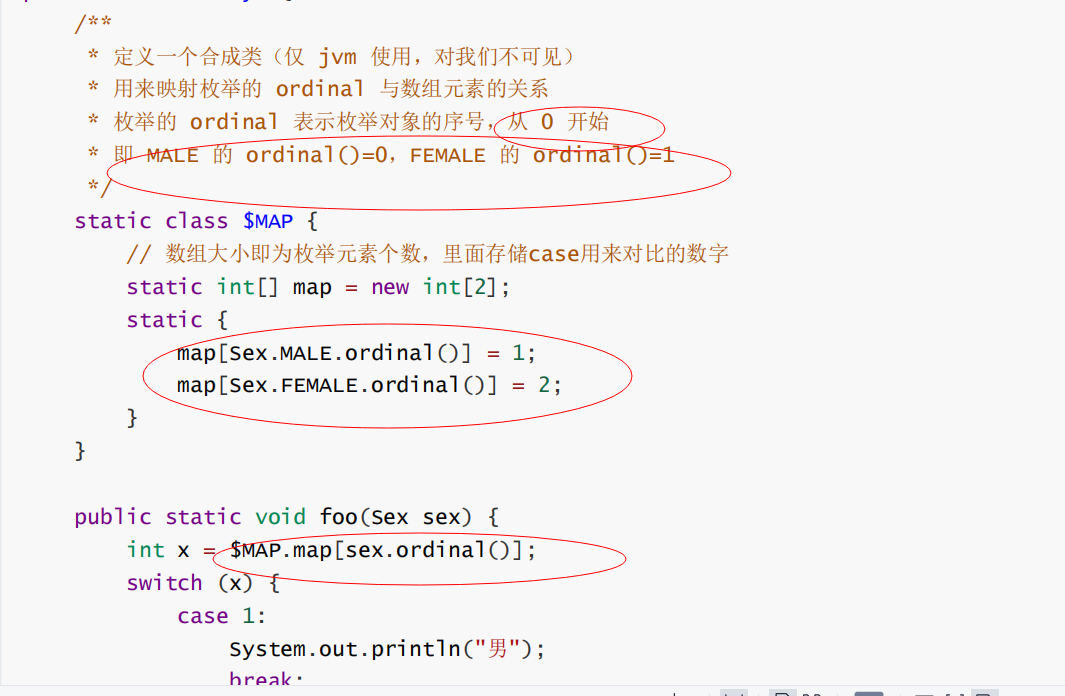 /**
* 定义一个合成类（仅 jvm 使用，对我们不可见）
* 用来映射枚举的 ordinal 与数组元素的关系
* 枚举的 ordinal 表示枚举对象的序号，从 0 开始
* 即 MALE 的 ordinal()=0，FEMALE 的 ordinal()=1
*/
static class $MAP {
// 数组大小即为枚举元素个数，里面存储case用来对比的数字
static int[] map = new int[2];
static {
map[Sex.MALE.ordinal()] = 1;
map[Sex.FEMALE.ordinal()] = 2;
}
}
public static void foo(Sex sex) {
int x = $MAP.map[sex.ordinal()];
switch (x) {
case 1:
System.out.println("男");
break;